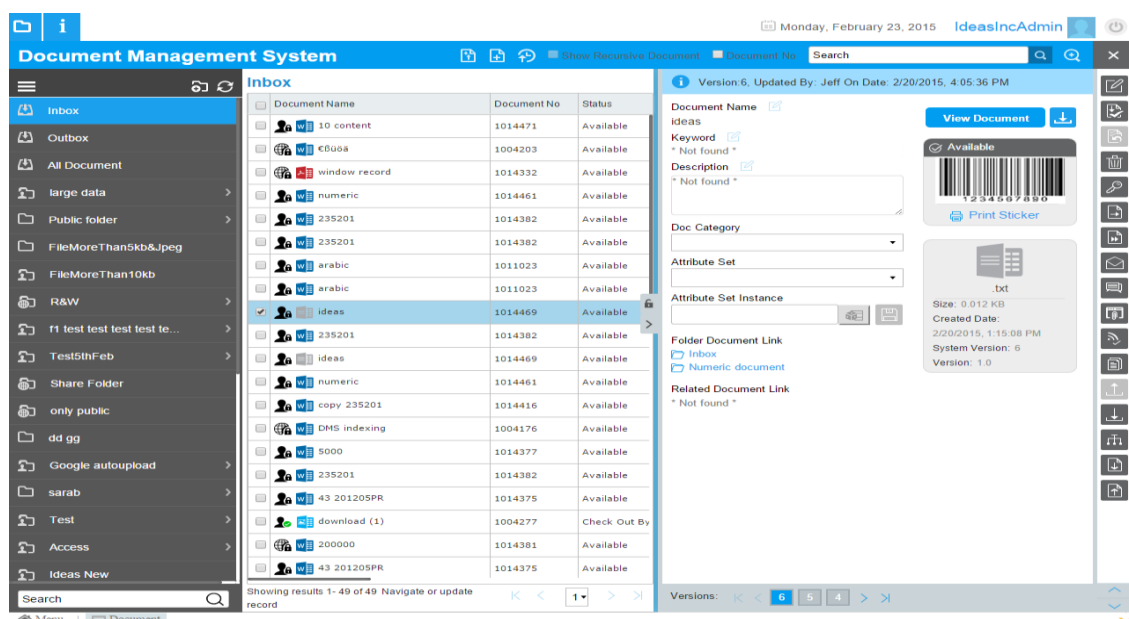 Monday, February 23, 2015 IdeasIncAdmin
Document Management System Show Recursive Document Document No Search
Inbox
Outbox
All Document
large data
Public folder
FileMoreThan5kb&Jpeg
FileMoreThan10kb
R&W
f1 test test test test te...
Test5thFeb
Share Folder
only public
dd gg
Google autoupload
sarab
Test
Access
Ideas New
Search
Inbox
Document Name Document No Status
10 content 1014471 Available
€ßüöä 1004203 Available
window record 1014332 Available
numeric 1014461 Available
235201 1014382 Available
235201 1014382 Available
arabic 1011023 Available
arabic 1011023 Available
ideas 1014469 Available
235201 1014382 Available
ideas 1014469 Available
numeric 1014461 Available
copy 235201 1014416 Available
DMS indexing 1004176 Available
5000 1014377 Available
235201 1014382 Available
43 201205PR 1014375 Available
download (1) 1004277 Check Out By
200000 1014381 Available
43 201205PR 1014375 Available
Showing results 1- 49 of 49 Navigate or update
record
1
Version:6, Updated By: Jeff On Date: 2/20/2015, 4:05:36 PM
Document Name
ideas
Keyword
* Not found *
Description
* Not found *
Doc Category
Attribute Set
Attribute Set Instance
Folder Document Link
Inbox
Numeric document
Related Document Link
* Not found *
View Document
Available
1234567890
Print Sticker
.txt
Size: 0.012 KB
Created Date:
2/20/2015, 1:15:08 PM
System Version: 6
Version: 1.0
Versions: 6 5 4
Menu Document